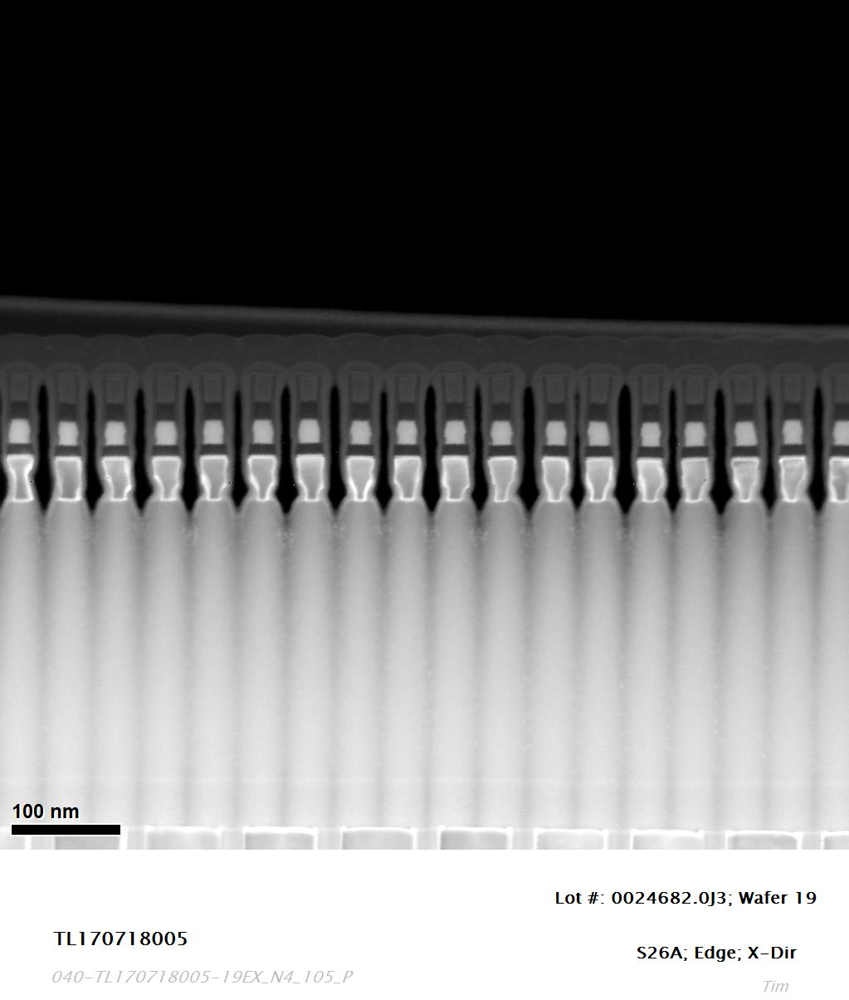 100 nm
Lot #: 0024682.0J3; Wafer 19
TL170718005
S26A; Edge; X-Dir
040-TL170718005-19EX_N4_105_P
Tim